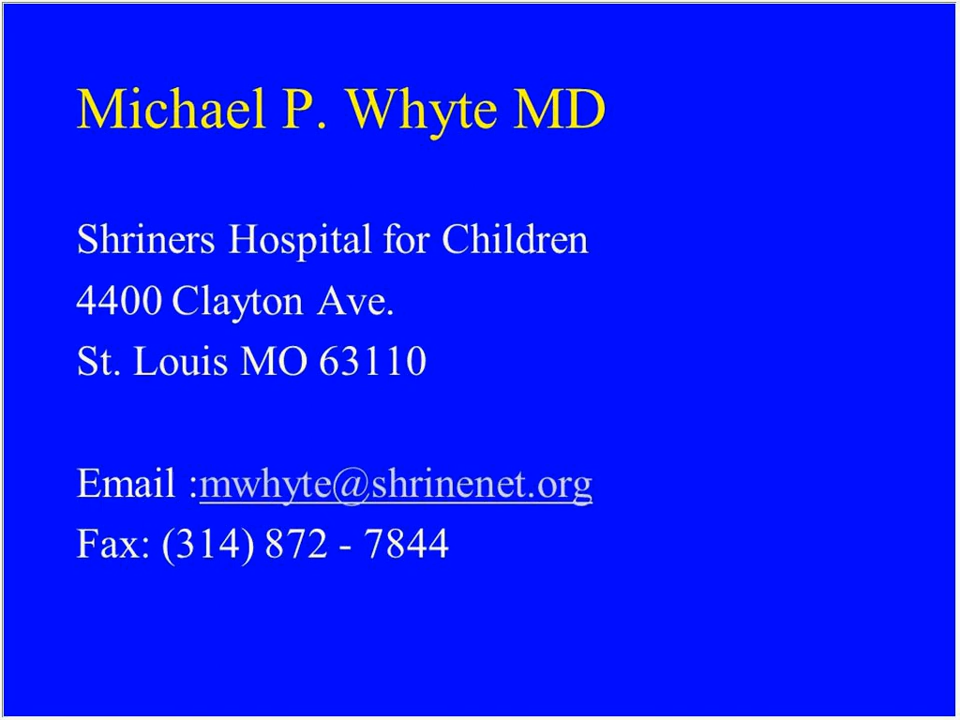 Michael P. Whyte MD
Shriners Hospital for Children
4400 Clayton Ave.
St. Louis MO 63110
Email :mwhyte@shrinenet.org
Fax: (314) 872 - 7844